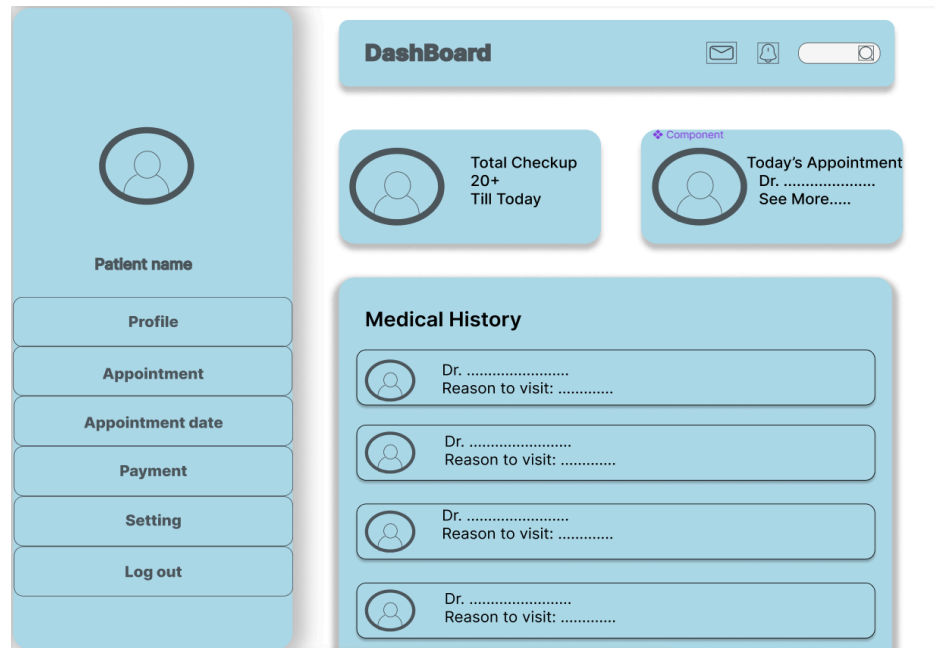 Patient name
Profile
Appointment
Appointment date
Payment
Setting
Log out
DashBoard
Total Checkup
20+
Till Today
Component
Today's Appointment
Dr. ......................
See More.....
Medical History
Dr. ........................
Reason to visit: .............
Dr. ........................
Reason to visit: .............
Dr. ........................
Reason to visit: .............
Dr. ........................
Reason to visit: .............